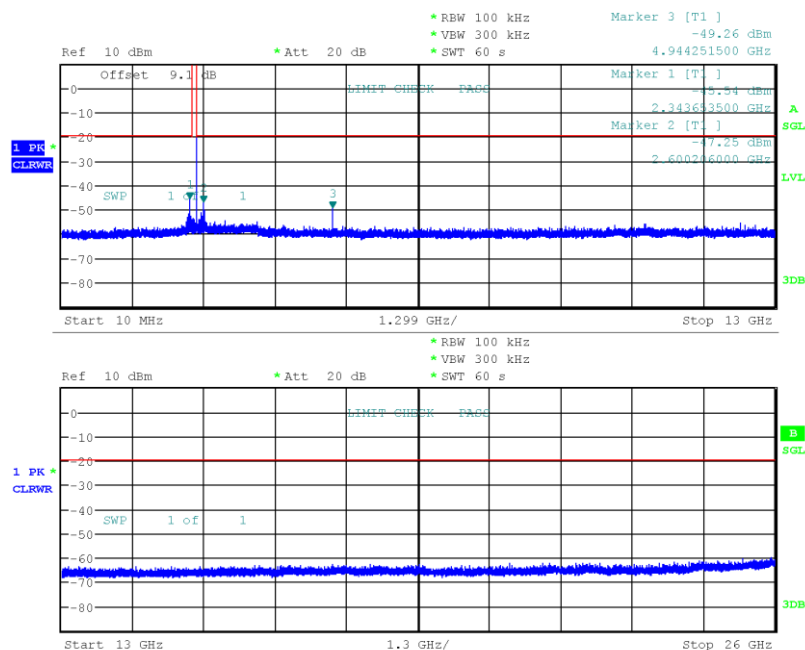 * RBW 100 kHz Marker 3 [T1 ]
* VBW 300 kHz -49.26 dBm
Ref 10 dBm * Att 20 dB * SWT 60 s 4.944251500 GHz
Offset 9.1 dB Marker 1 [T1 ]
0 LIMIT CHECK PASS -45.54 dBm
2.343653500 GHz
A
-10
Marker 2 [T1 ]
SGL
-20
-47.25 dBm
1 PK *
2.600206000 GHz
CLRWR
-30
LVL
-40
SWP 1 of 1
1
2
3
-50
-60
-70
-80
3DB
Start 10 MHz 1.299 GHz/ Stop 13 GHz
* RBW 100 kHz
* VBW 300 kHz
Ref 10 dBm * Att 20 dB * SWT 60 s
0 LIMIT CHECK PASS
-10
B
SGL
-20
1 PK *
CLRWR
-30
-40
SWP 1 of 1
-50
-60
-70
-80
3DB
Start 13 GHz 1.3 GHz/ Stop 26 GHz